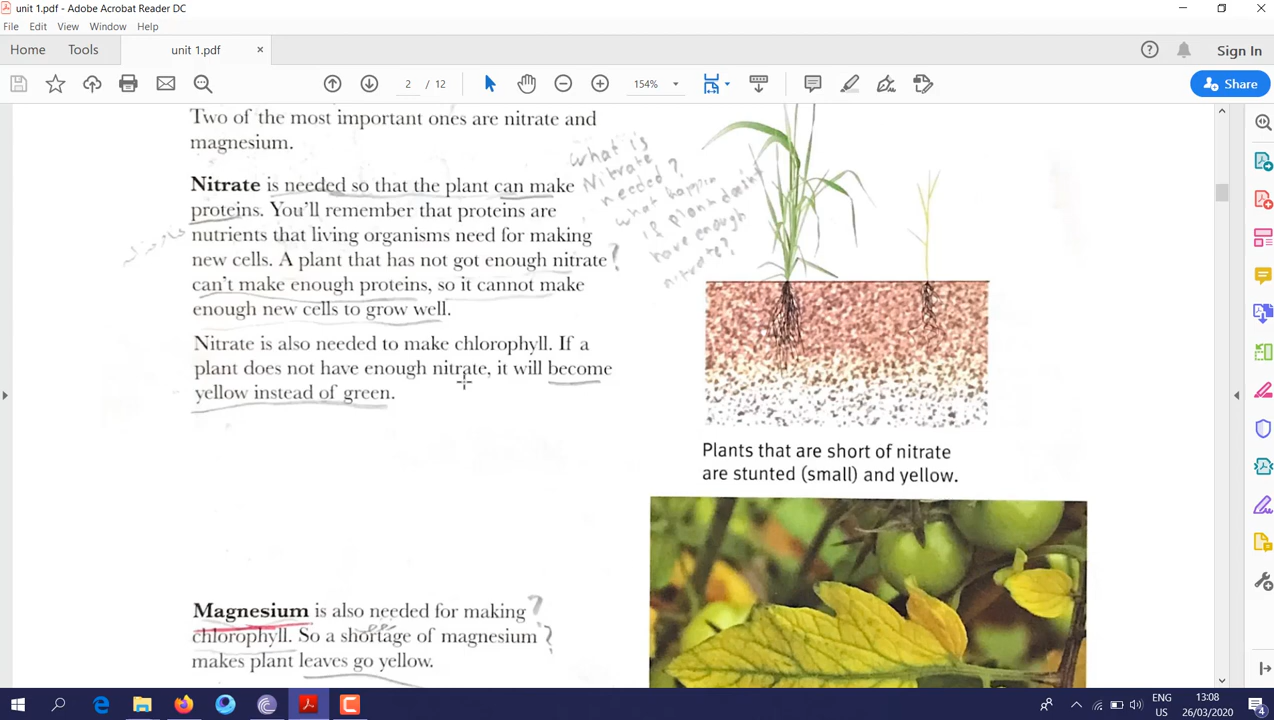 unit 1.pdf - Adobe Acrobat Reader DC
File Edit View Window Help
Home Tools unit 1.pdf × Sign In
2 / 12 154% Share
Two of the most important ones are nitrate and
magnesium.
Nitrate is needed so that the plant can make
proteins. You'll remember that proteins are
nutrients that living organisms need for making
new cells. A plant that has not got enough nitrate ?
can't make enough proteins, so it cannot make
enough new cells to grow well.
what is
Nitrate
needed ?
what happen
if plant doesn't
have enough
nitrate ?
Nitrate is also needed to make chlorophyll. If a
plant does not have enough nitrate, it will become
yellow instead of green.
Plants that are short of nitrate
are stunted (small) and yellow.
Magnesium is also needed for making ?
chlorophyll. So a shortage of magnesium ?
makes plant leaves go yellow.
ENG 13:08
US 26/03/2020 4